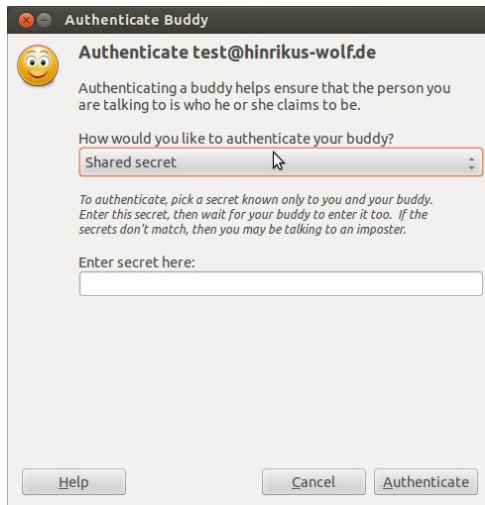 Authenticate Buddy
Authenticate test@hinrikus-wolf.de
Authenticating a buddy helps ensure that the person you
are talking to is who he or she claims to be.
How would you like to authenticate your buddy?
Shared secret
To authenticate, pick a secret known only to you and your buddy.
Enter this secret, then wait for your buddy to enter it too.  If the
secrets don't match, then you may be talking to an imposter.
Enter secret here:
Help Cancel Authenticate